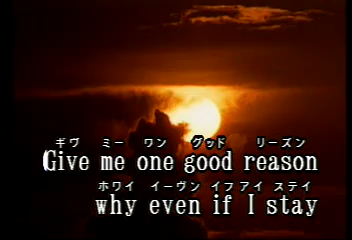 ギヴ ミー ワン グッド リーズン
Give me one good reason
ホワイ イーヴン イフ アイ ステイ
why even if I stay